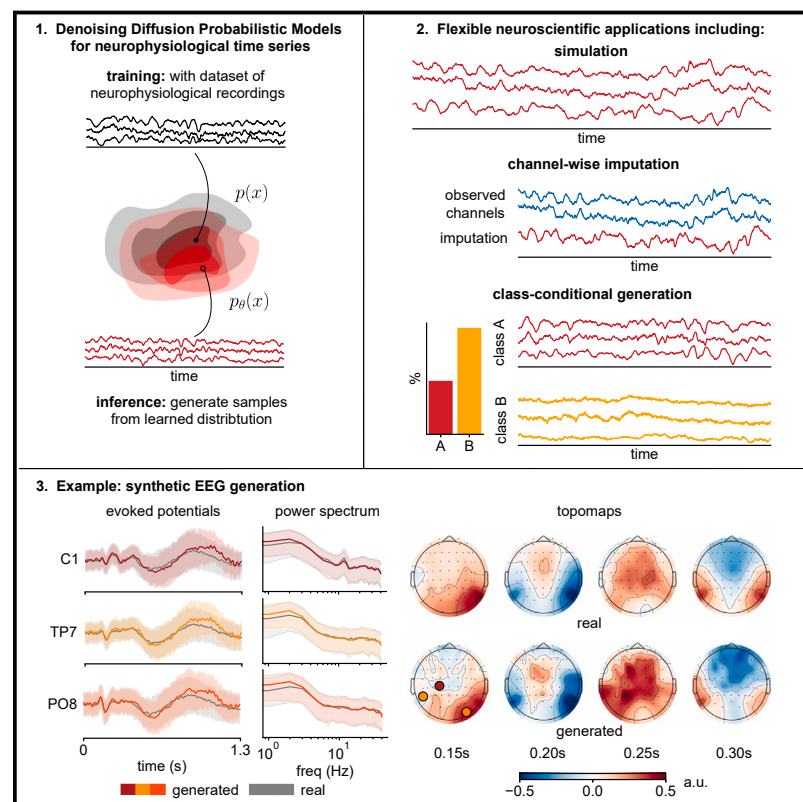 1. Denoising Diffusion Probabilistic Models
for neurophysiological time series
training: with dataset of
neurophysiological recordings
p(x)
pθ(x)
time
inference: generate samples
from learned distribtution
2. Flexible neuroscientific applications including:
simulation
time
channel-wise imputation
observed
channels
imputation
time
class-conditional generation
%
A B
class A
class B
time
3. Example: synthetic EEG generation
evoked potentials
power spectrum
topomaps
C1
TP7
PO8
0
1.3
time (s)
10⁰
10¹
freq (Hz)
generated
real
real
generated
0.15s
0.20s
0.25s
0.30s
−0.5
0.0
0.5
a.u.